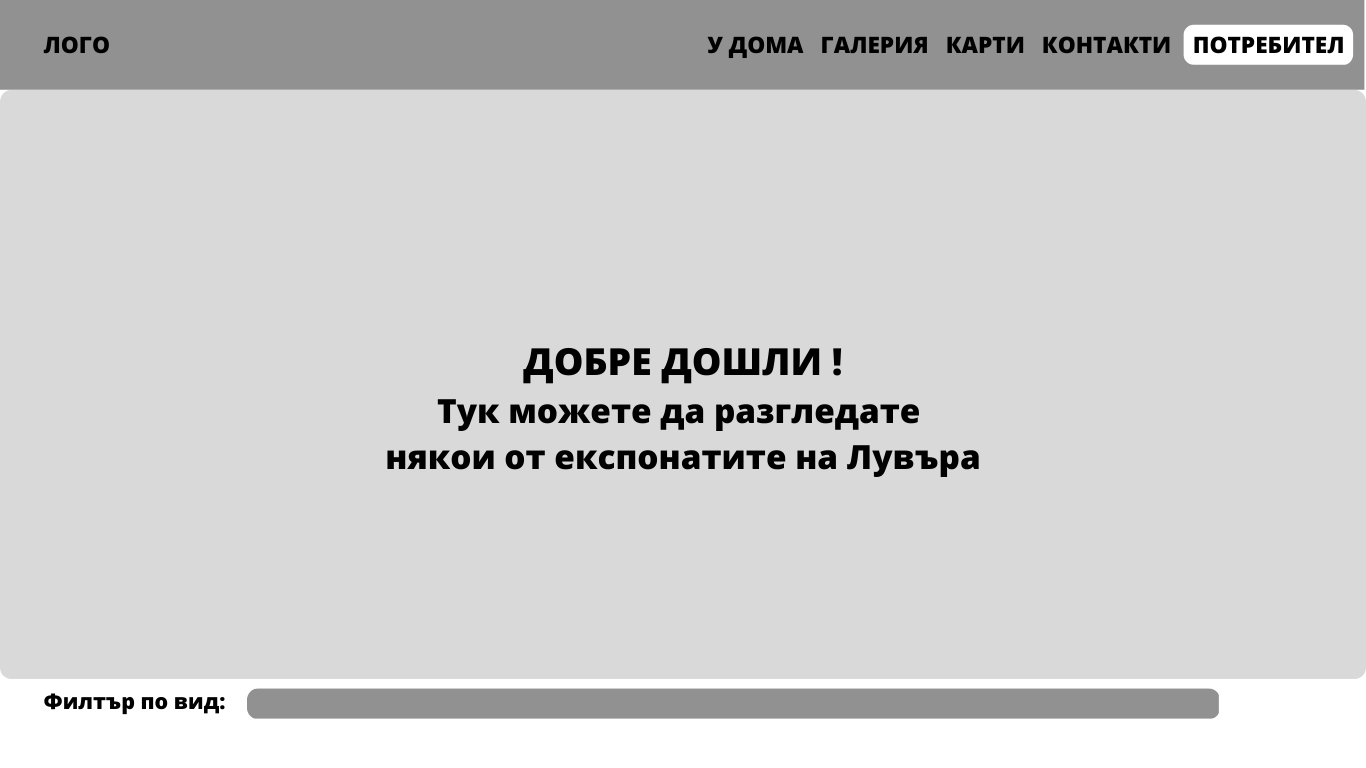 ЛОГО
У ДОМА ГАЛЕРИЯ КАРТИ КОНТАКТИ ПОТРЕБИТЕЛ
ДОБРЕ ДОШЛИ !
Тук можете да разгледате
някои от експонатите на Лувъра
Филтър по вид: